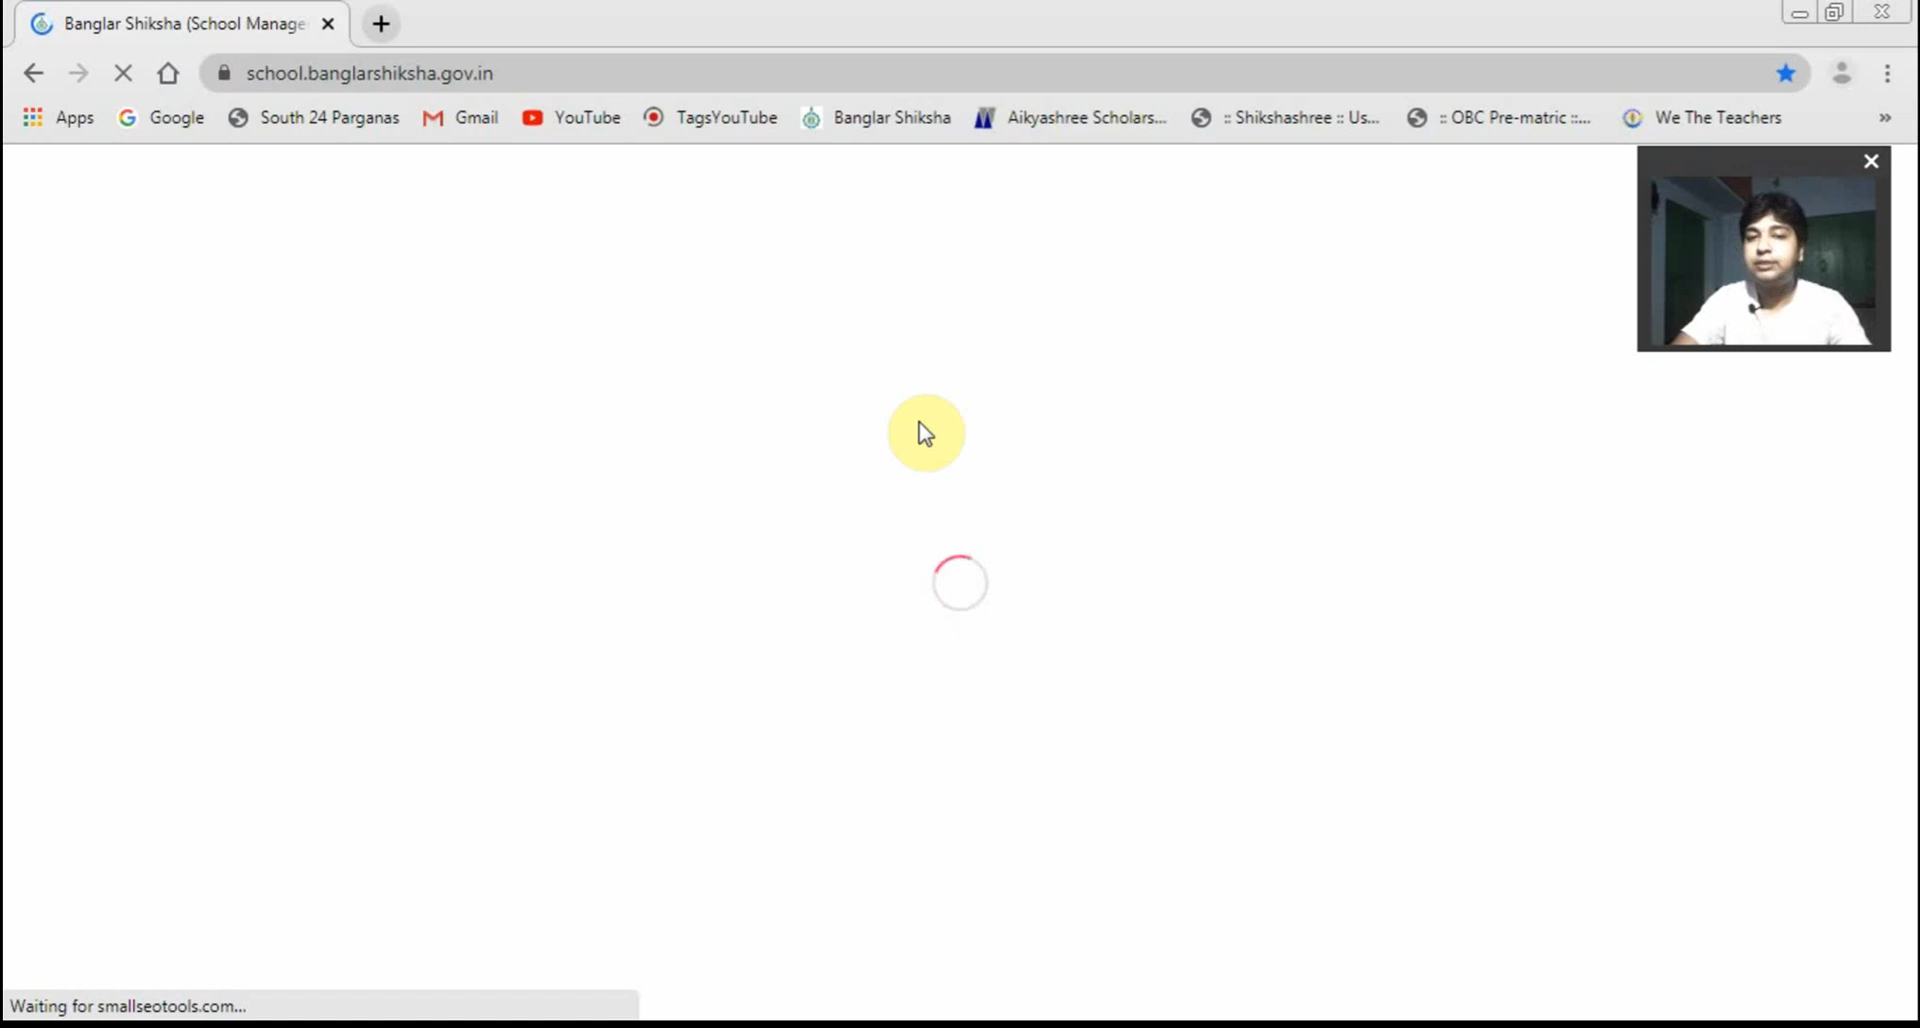 Banglar Shiksha (School Manage
school.banglarshiksha.gov.in
Apps Google South 24 Parganas Gmail YouTube TagsYouTube Banglar Shiksha Aikyashree Scholars... :: Shikshashree :: Us... :: OBC Pre-matric ::... We The Teachers »
Waiting for smallseotools.com...